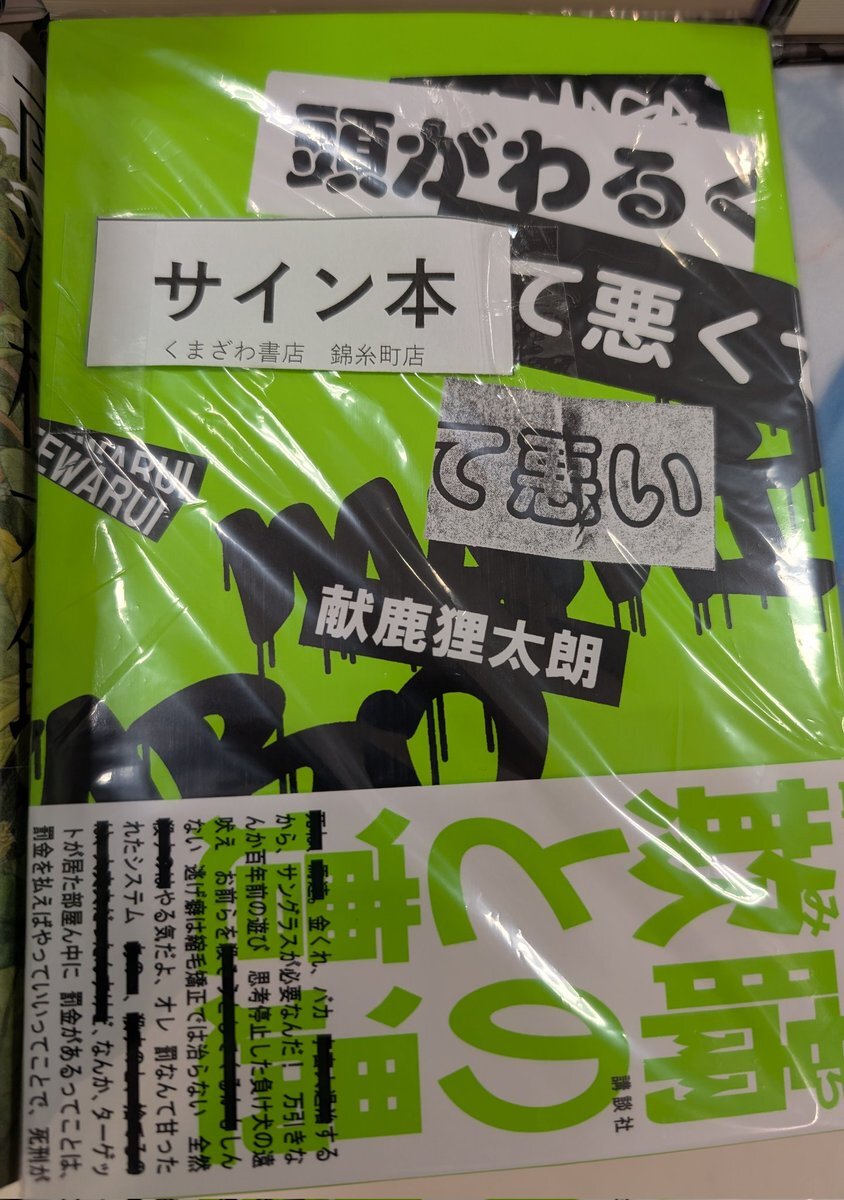 頭がわるく
て悪く
て悪い
サイン本
くまざわ書店 錦糸町店
EWARUI
献鹿狸太朗
との
講談社
金くれ、バカ する
から、サングラスが必要なんだ！ 万引きな
んか百年前の遊び 思考停止した負け犬の遠
吠え お前らを しん
ない 逃げ癖は縮毛矯正では治らない 全然
やる気だよ、オレ 罰なんて甘った
れたシステム
、なんか、ターゲッ
トが居た部屋ん中に 罰金があるってことは、
罰金を払えばやっていいってことで、死刑が